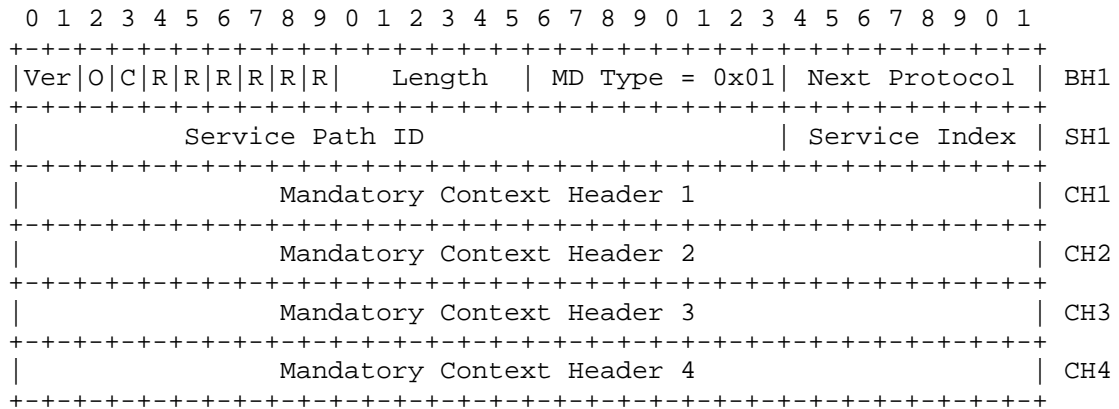 0 1 2 3 4 5 6 7 8 9 0 1 2 3 4 5 6 7 8 9 0 1 2 3 4 5 6 7 8 9 0 1
+-+-+-+-+-+-+-+-+-+-+-+-+-+-+-+-+-+-+-+-+-+-+-+-+-+-+-+-+-+-+-+-+
|Ver|O|C|R|R|R|R|R|R|   Length  | MD Type = 0x01| Next Protocol | BH1
+-+-+-+-+-+-+-+-+-+-+-+-+-+-+-+-+-+-+-+-+-+-+-+-+-+-+-+-+-+-+-+-+
|          Service Path ID                      | Service Index | SH1
+-+-+-+-+-+-+-+-+-+-+-+-+-+-+-+-+-+-+-+-+-+-+-+-+-+-+-+-+-+-+-+-+
|                Mandatory Context Header 1                     | CH1
+-+-+-+-+-+-+-+-+-+-+-+-+-+-+-+-+-+-+-+-+-+-+-+-+-+-+-+-+-+-+-+-+
|                Mandatory Context Header 2                     | CH2
+-+-+-+-+-+-+-+-+-+-+-+-+-+-+-+-+-+-+-+-+-+-+-+-+-+-+-+-+-+-+-+-+
|                Mandatory Context Header 3                     | CH3
+-+-+-+-+-+-+-+-+-+-+-+-+-+-+-+-+-+-+-+-+-+-+-+-+-+-+-+-+-+-+-+-+
|                Mandatory Context Header 4                     | CH4
+-+-+-+-+-+-+-+-+-+-+-+-+-+-+-+-+-+-+-+-+-+-+-+-+-+-+-+-+-+-+-+-+